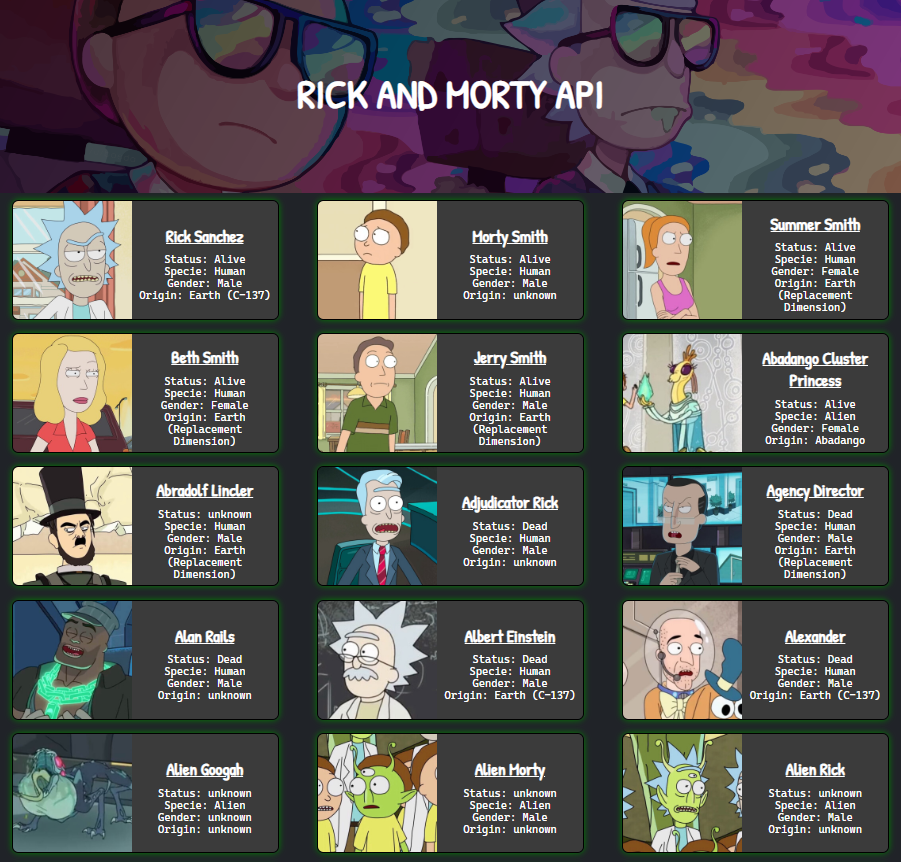 RICK AND MORTY API
Rick Sanchez
Status: Alive
Specie: Human
Gender: Male
Origin: Earth (C-137)
Morty Smith
Status: Alive
Specie: Human
Gender: Male
Origin: unknown
Summer Smith
Status: Alive
Specie: Human
Gender: Female
Origin: Earth
(Replacement
Dimension)
Beth Smith
Status: Alive
Specie: Human
Gender: Female
Origin: Earth
(Replacement
Dimension)
Jerry Smith
Status: Alive
Specie: Human
Gender: Male
Origin: Earth
(Replacement
Dimension)
Abadango Cluster
Princess
Status: Alive
Specie: Alien
Gender: Female
Origin: Abadango
Abradolf Lincler
Status: unknown
Specie: Human
Gender: Male
Origin: Earth
(Replacement
Dimension)
Adjudicator Rick
Status: Dead
Specie: Human
Gender: Male
Origin: unknown
Agency Director
Status: Dead
Specie: Human
Gender: Male
Origin: Earth
(Replacement
Dimension)
Alan Rails
Status: Dead
Specie: Human
Gender: Male
Origin: unknown
Albert Einstein
Status: Dead
Specie: Human
Gender: Male
Origin: Earth (C-137)
Alexander
Status: Dead
Specie: Human
Gender: Male
Origin: Earth (C-137)
Alien Googah
Status: unknown
Specie: Alien
Gender: unknown
Origin: unknown
Alien Morty
Status: unknown
Specie: Alien
Gender: Male
Origin: unknown
Alien Rick
Status: unknown
Specie: Alien
Gender: Male
Origin: unknown